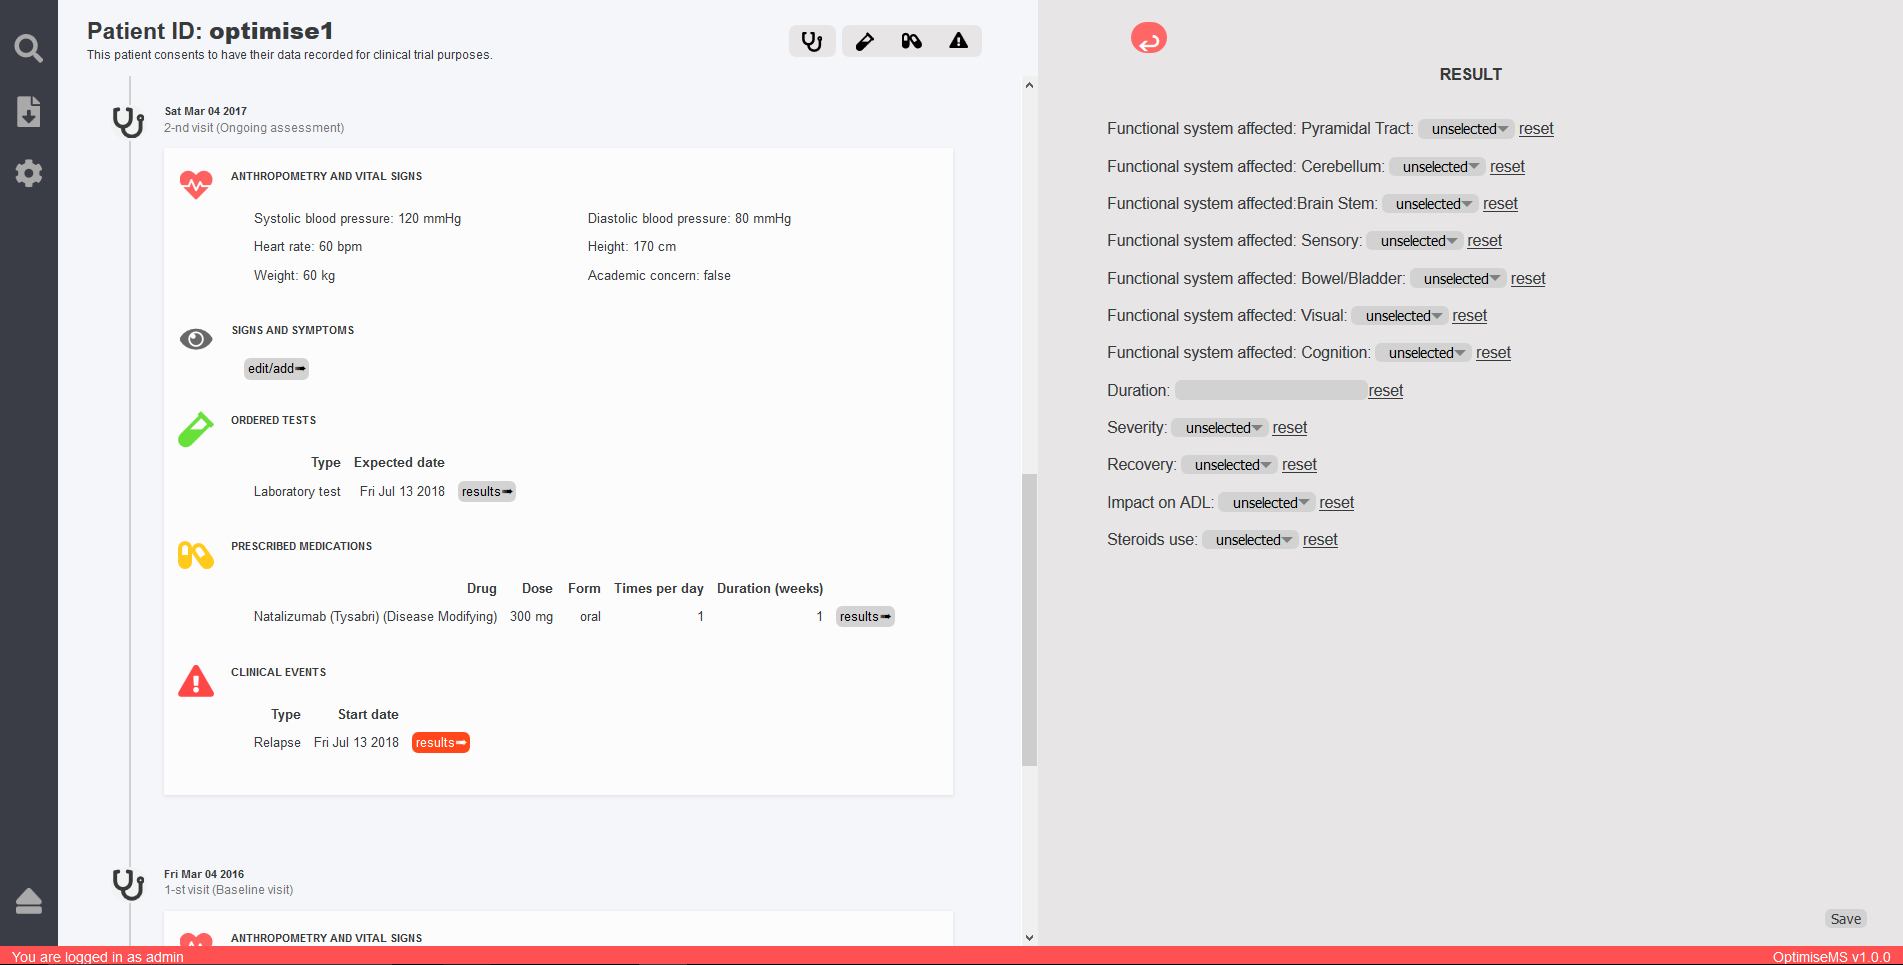 Patient ID: optimise1
This patient consents to have their data recorded for clinical trial purposes.
Sat Mar 04 2017
2-nd visit (Ongoing assessment)
ANTHROPOMETRY AND VITAL SIGNS
Systolic blood pressure: 120 mmHg Diastolic blood pressure: 80 mmHg
Heart rate: 60 bpm Height: 170 cm
Weight: 60 kg Academic concern: false
SIGNS AND SYMPTOMS
edit/add➟
ORDERED TESTS
Type Expected date
Laboratory test Fri Jul 13 2018 results➟
PRESCRIBED MEDICATIONS
Drug Dose Form Times per day Duration (weeks)
Natalizumab (Tysabri) (Disease Modifying) 300 mg oral 1 1 results➟
CLINICAL EVENTS
Type Start date
Relapse Fri Jul 13 2018 results➟
Fri Mar 04 2016
1-st visit (Baseline visit)
ANTHROPOMETRY AND VITAL SIGNS
RESULT
Functional system affected: Pyramidal Tract: unselected reset
Functional system affected: Cerebellum: unselected reset
Functional system affected:Brain Stem: unselected reset
Functional system affected: Sensory: unselected reset
Functional system affected: Bowel/Bladder: unselected reset
Functional system affected: Visual: unselected reset
Functional system affected: Cognition: unselected reset
Duration: reset
Severity: unselected reset
Recovery: unselected reset
Impact on ADL: unselected reset
Steroids use: unselected reset
Save
You are logged in as admin OptimiseMS v1.0.0